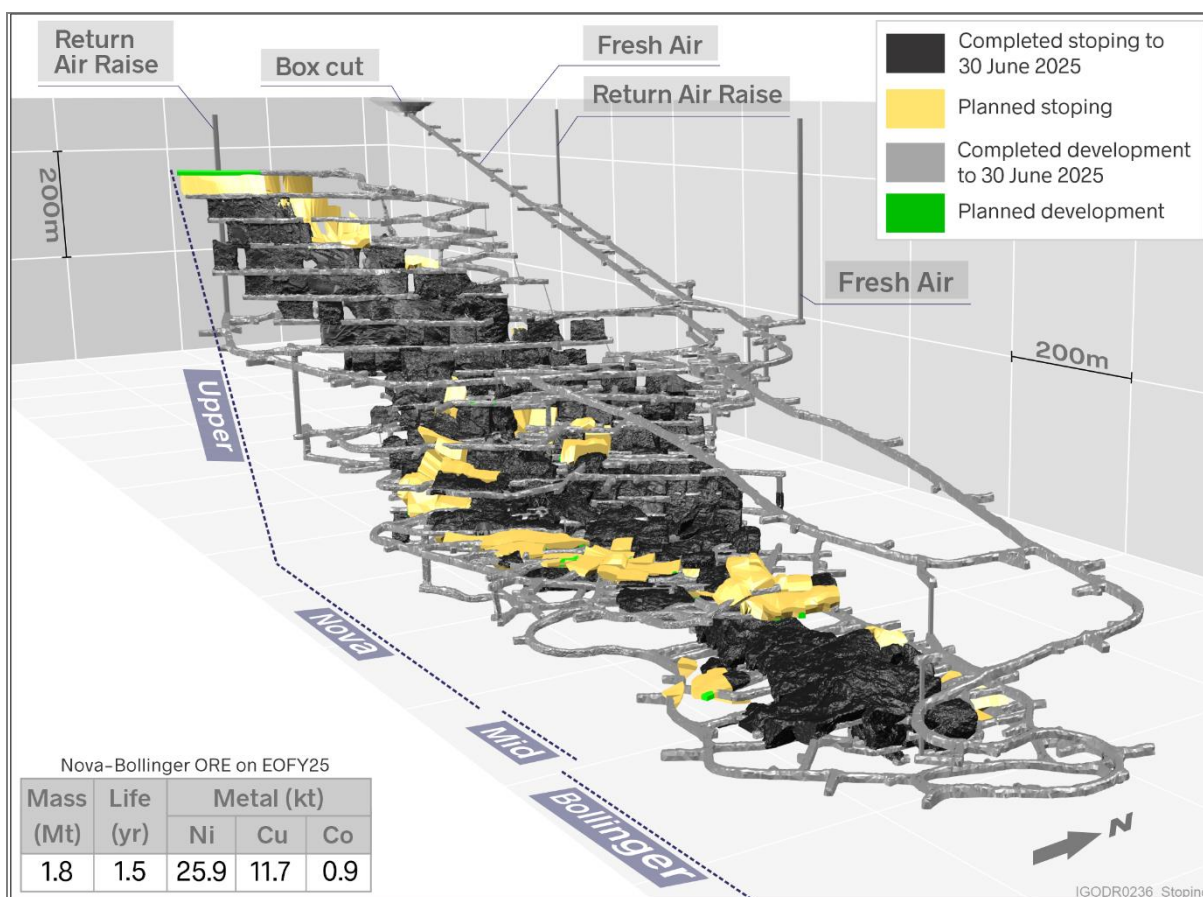 Return
Air Raise
Box cut
Fresh Air
Return Air Raise
Completed stoping to
30 June 2025
Planned stoping
Completed development
to 30 June 2025
Planned development
200m
Fresh Air
200m
Upper
Nova
Mid
Bollinger
Nova-Bollinger ORE on EOFY25
Mass Life Metal (kt)
(Mt) (yr) Ni Cu Co
1.8 1.5 25.9 11.7 0.9
N
IGODR0236_Stoping